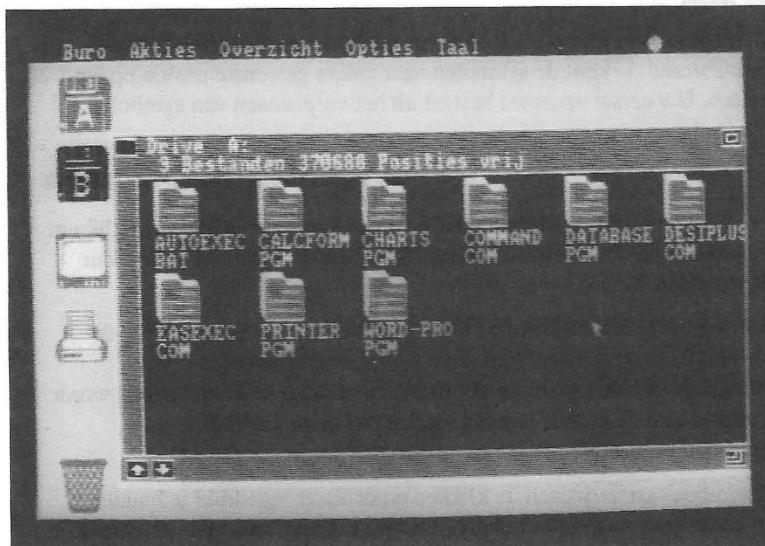 Buro Akties Overzicht Opties Taal
A
Drive A:
9 Bestanden 370688 Posities vrij
B
AUTOEXEC CALCFORM CHARTS COMMAND DATABASE DESIPLUS
BAT PGM PGM COM PGM COM
EASEXEC PRINTER WORD-PRO
COM PGM PGM